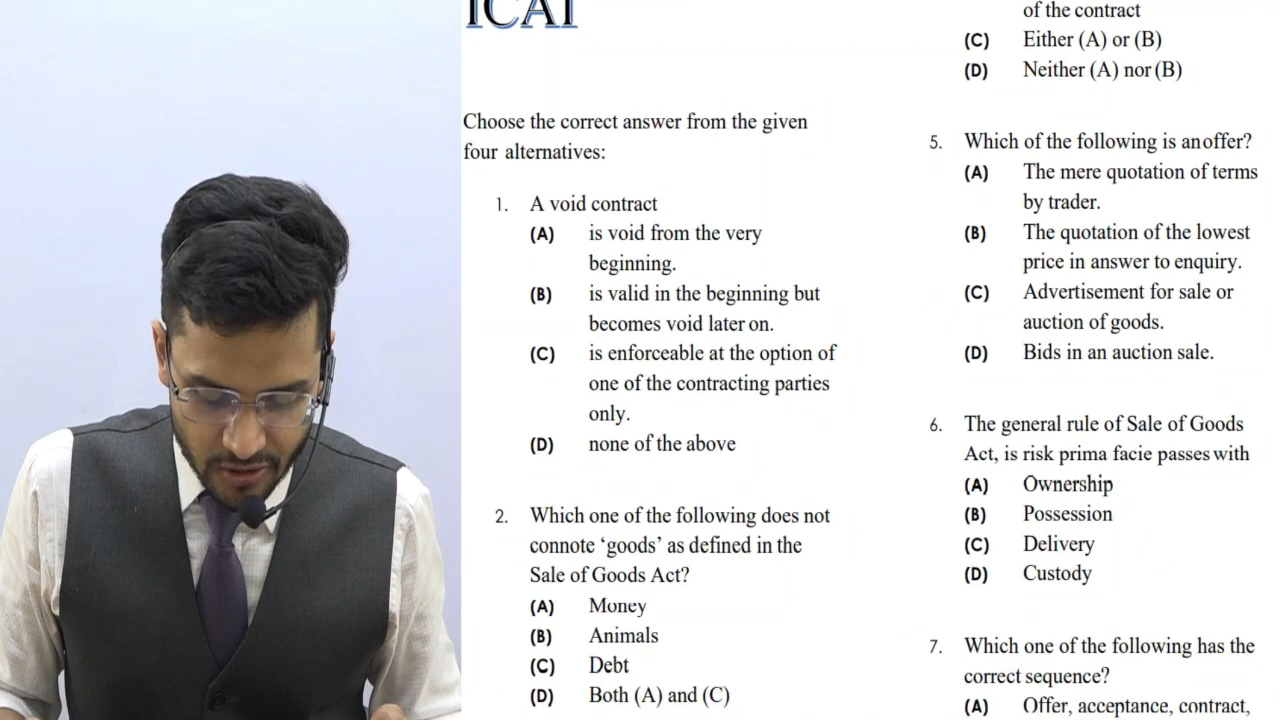 ICAI
Choose the correct answer from the given
four alternatives:
1. A void contract
(A) is void from the very
beginning.
(B) is valid in the beginning but
becomes void later on.
(C) is enforceable at the option of
one of the contracting parties
only.
(D) none of the above
2. Which one of the following does not
connote ‘goods’ as defined in the
Sale of Goods Act?
(A) Money
(B) Animals
(C) Debt
(D) Both (A) and (C)
of the contract
(C) Either (A) or (B)
(D) Neither (A) nor (B)
5. Which of the following is an offer?
(A) The mere quotation of terms
by trader.
(B) The quotation of the lowest
price in answer to enquiry.
(C) Advertisement for sale or
auction of goods.
(D) Bids in an auction sale.
6. The general rule of Sale of Goods
Act, is risk prima facie passes with
(A) Ownership
(B) Possession
(C) Delivery
(D) Custody
7. Which one of the following has the
correct sequence?
(A) Offer, acceptance, contract,